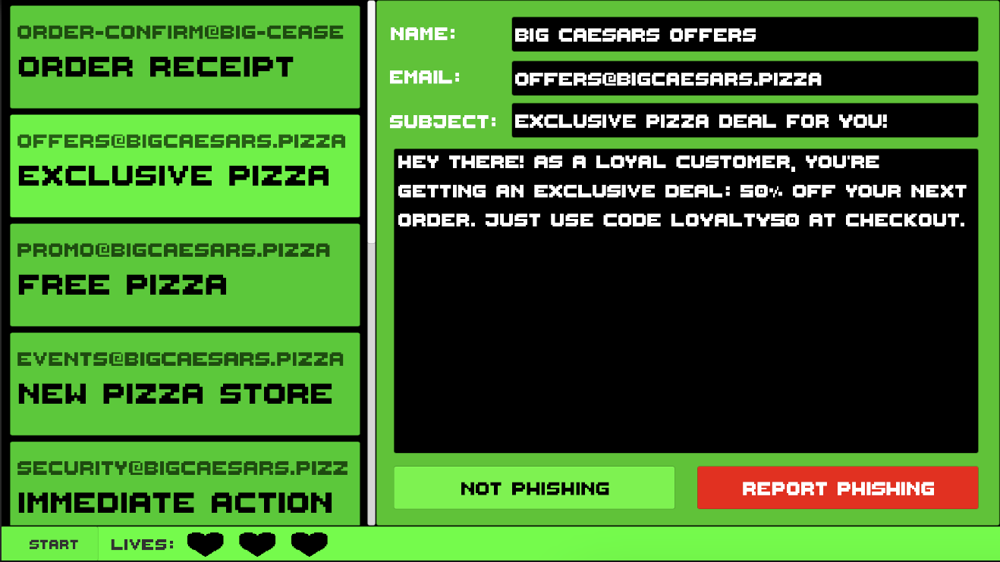 ORDER-CONFIRM@BIG-CEASE
ORDER RECEIPT
OFFERS@BIGCAESARS.PIZZA
EXCLUSIVE PIZZA
PROMO@BIGCAESARS.PIZZA
FREE PIZZA
EVENTS@BIGCAESARS.PIZZA
NEW PIZZA STORE
SECURITY@BIGCAESARS.PIZZ
IMMEDIATE ACTION
NAME: BIG CAESARS OFFERS
EMAIL: OFFERS@BIGCAESARS.PIZZA
SUBJECT: EXCLUSIVE PIZZA DEAL FOR YOU!
HEY THERE! AS A LOYAL CUSTOMER, YOU'RE
GETTING AN EXCLUSIVE DEAL: 50% OFF YOUR NEXT
ORDER. JUST USE CODE LOYALTY50 AT CHECKOUT.
NOT PHISHING
REPORT PHISHING
START
LIVES: